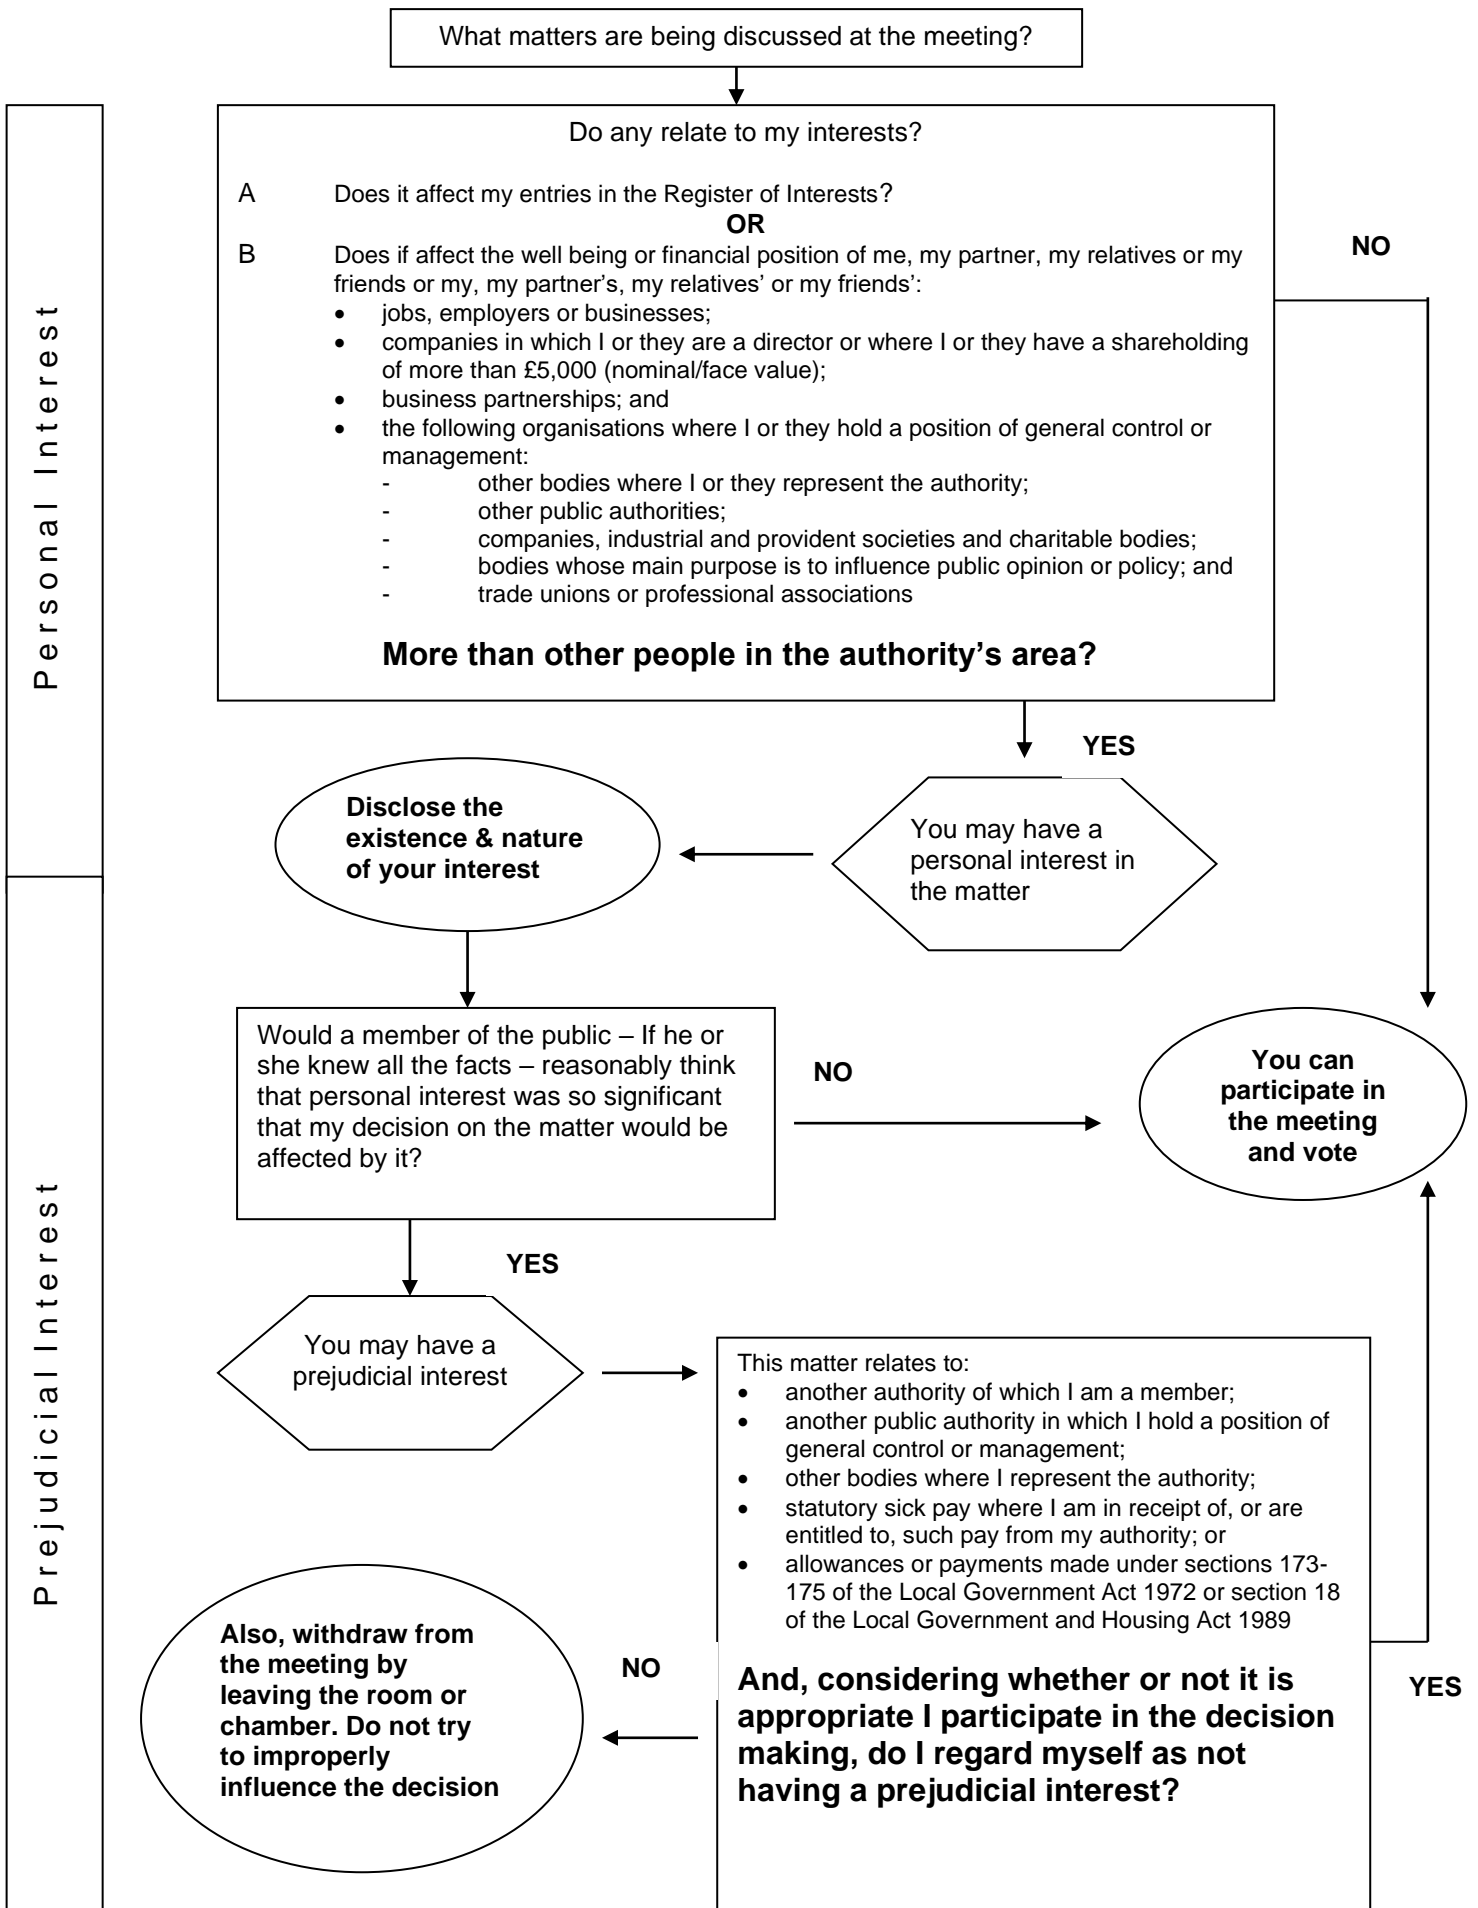 What matters are being discussed at the meeting?
Personal Interest
Do any relate to my interests?
A Does it affect my entries in the Register of Interests?
OR
B Does if affect the well being or financial position of me, my partner, my relatives or my
friends or my, my partner's, my relatives' or my friends':
• jobs, employers or businesses;
• companies in which I or they are a director or where I or they have a shareholding
of more than £5,000 (nominal/face value);
• business partnerships; and
• the following organisations where I or they hold a position of general control or
management:
- other bodies where I or they represent the authority;
- other public authorities;
- companies, industrial and provident societies and charitable bodies;
- bodies whose main purpose is to influence public opinion or policy; and
- trade unions or professional associations
More than other people in the authority's area?
NO
YES
You may have a
personal interest in
the matter
Disclose the
existence & nature
of your interest
Prejudicial Interest
Would a member of the public – If he or
she knew all the facts – reasonably think
that personal interest was so significant
that my decision on the matter would be
affected by it?
NO
You can
participate in
the meeting
and vote
YES
You may have a
prejudicial interest
This matter relates to:
• another authority of which I am a member;
• another public authority in which I hold a position of
general control or management;
• other bodies where I represent the authority;
• statutory sick pay where I am in receipt of, or are
entitled to, such pay from my authority; or
• allowances or payments made under sections 173-
175 of the Local Government Act 1972 or section 18
of the Local Government and Housing Act 1989
And, considering whether or not it is
appropriate I participate in the decision
making, do I regard myself as not
having a prejudicial interest?
YES
NO
Also, withdraw from
the meeting by
leaving the room or
chamber. Do not try
to improperly
influence the decision